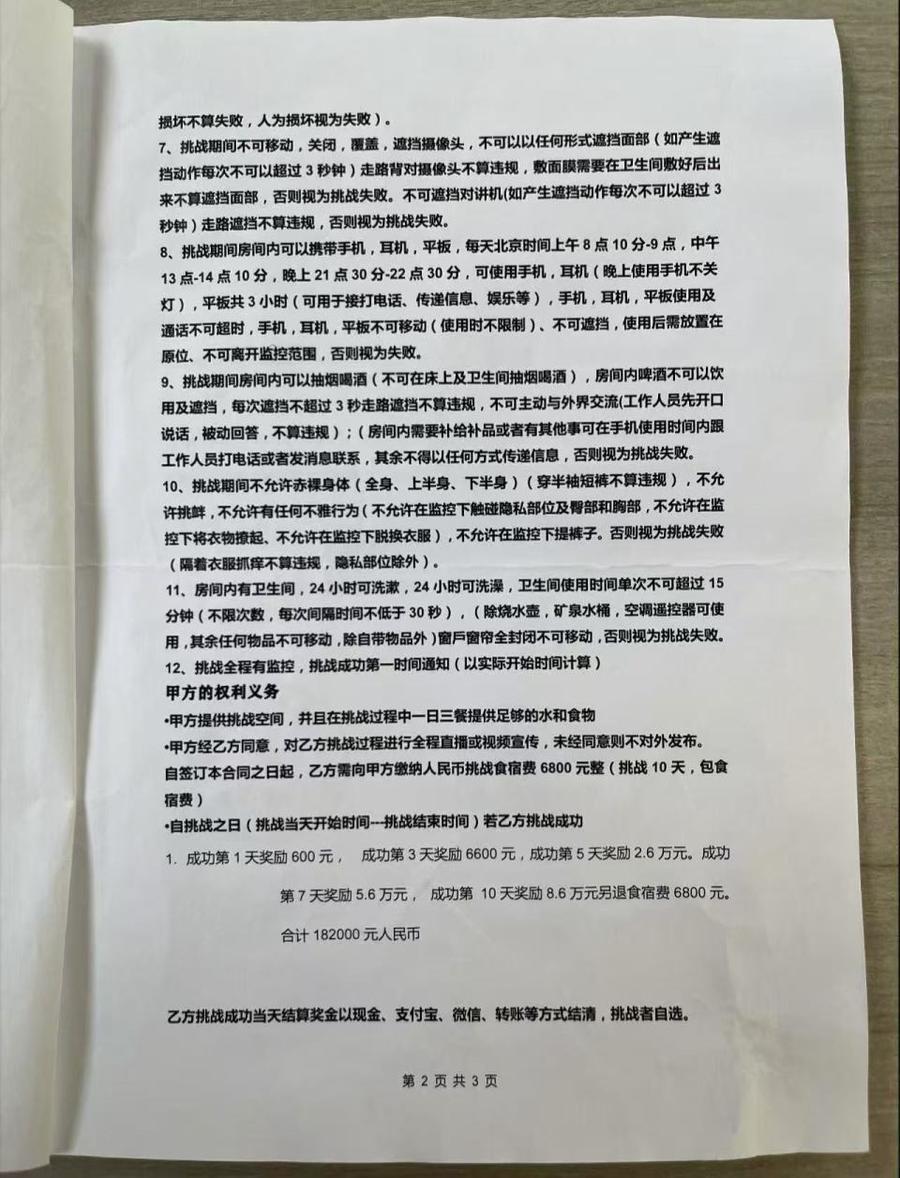 损坏不算失败，人为损坏视为失败）。
7、挑战期间不可移动，关闭，覆盖，遮挡摄像头，不可以以任何形式遮挡面部（如产生遮
挡动作每次不可以超过 3 秒钟）走路背对摄像头不算违规，敷面膜需要在卫生间敷好后出
来不算遮挡面部，否则视为挑战失败。不可遮挡对讲机(如产生遮挡动作每次不可以超过 3
秒钟）走路遮挡不算违规，否则视为挑战失败。
8、挑战期间房间内可以携带手机，耳机，平板，每天北京时间上午 8 点 10 分-9 点，中午
13 点-14 点 10 分，晚上 21 点 30 分-22 点 30 分，可使用手机，耳机（晚上使用手机不关
灯），平板共 3 小时（可用于接打电话、传递信息、娱乐等），手机，耳机，平板使用及
通话不可超时，手机，耳机，平板不可移动（使用时不限制）、不可遮挡，使用后需放置在
原位、不可离开监控范围，否则视为失败。
9、挑战期间房间内可以抽烟喝酒（不可在床上及卫生间抽烟喝酒），房间内啤酒不可以饮
用及遮挡，每次遮挡不超过 3 秒走路遮挡不算违规，不可主动与外界交流(工作人员先开口
说话，被动回答，不算违规）；（房间内需要补给补品或者有其他事可在手机使用时间内跟
工作人员打电话或者发消息联系，其余不得以任何方式传递信息，否则视为挑战失败。
10、挑战期间不允许赤裸身体（全身、上半身、下半身）（穿半袖短裤不算违规），不允
许挑衅，不允许有任何不雅行为（不允许在监控下触碰隐私部位及臀部和胸部，不允许在监
控下将衣物撩起、不允许在监控下脱换衣服），不允许在监控下提裤子。否则视为挑战失败
（隔着衣服抓痒不算违规，隐私部位除外）。
11、房间内有卫生间，24 小时可洗漱，24 小时可洗澡，卫生间使用时间单次不可超过 15
分钟（不限次数，每次间隔时间不低于 30 秒），（除烧水壶，矿泉水桶，空调遥控器可使
用，其余任何物品不可移动，除自带物品外）窗戶窗帘全封闭不可移动，否则视为挑战失败。
12、挑战全程有监控，挑战成功第一时间通知（以实际开始时间计算）
甲方的权利义务
•甲方提供挑战空间，并且在挑战过程中一日三餐提供足够的水和食物
•甲方经乙方同意，对乙方挑战过程进行全程直播或视频宣传，未经同意则不对外发布。
自签订本合同之日起，乙方需向甲方缴纳人民币挑战食宿费 6800 元整（挑战 10 天，包食
宿费）
•自挑战之日（挑战当天开始时间---挑战结束时间）若乙方挑战成功
1. 成功第 1 天奖励 600 元， 成功第 3 天奖励 6600 元，成功第 5 天奖励 2.6 万元。成功
第 7 天奖励 5.6 万元， 成功第 10 天奖励 8.6 万元另退食宿费 6800 元。
合计 182000 元人民币
乙方挑战成功当天结算奖金以现金、支付宝、微信、转账等方式结清，挑战者自选。
第 2 页 共 3 页